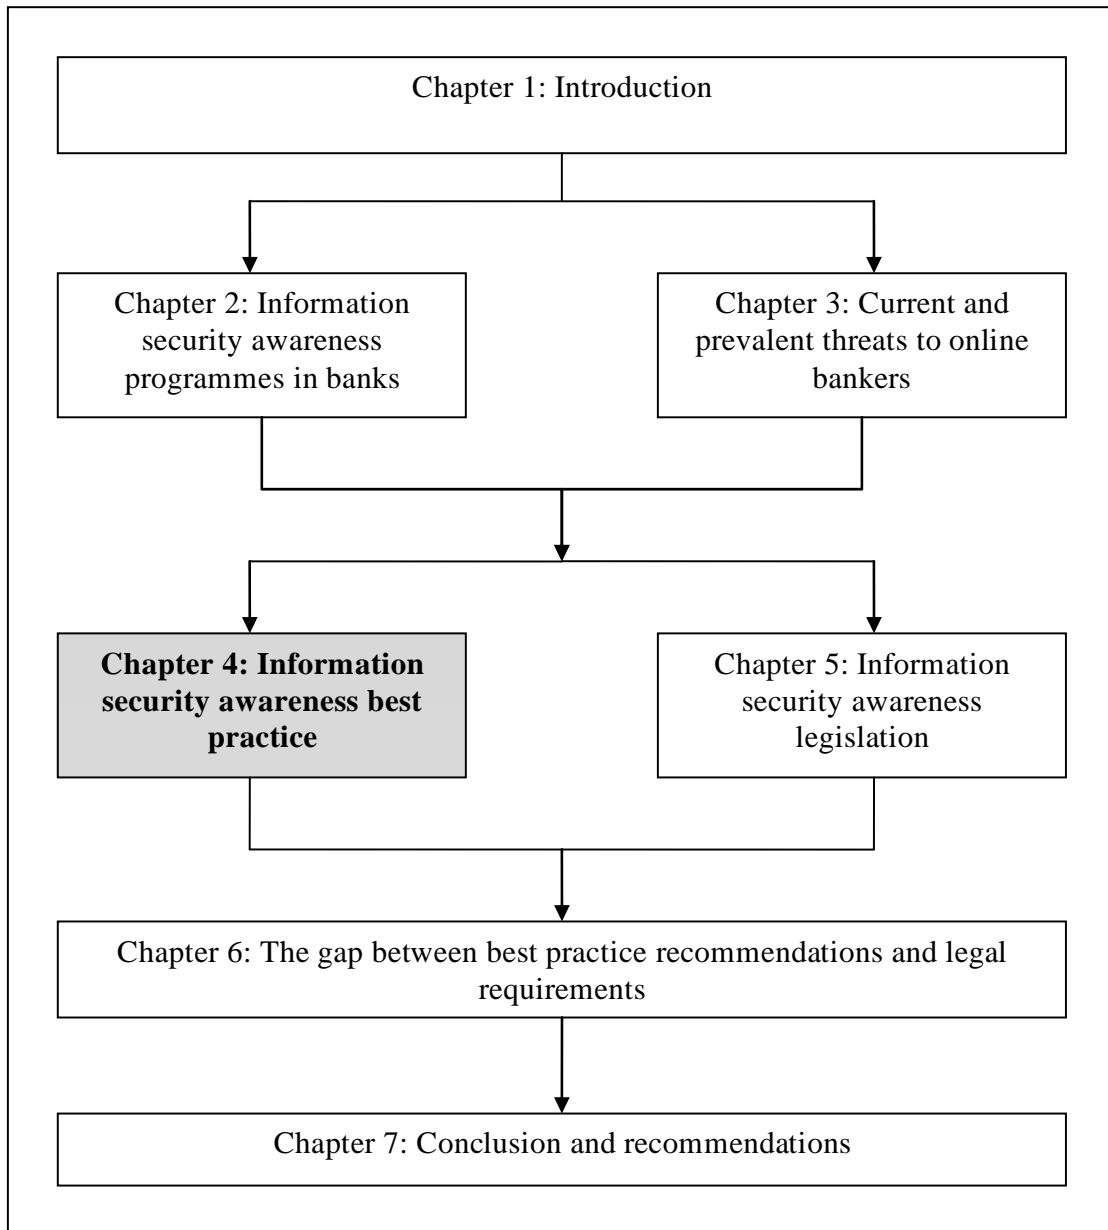 Chapter 1: Introduction
Chapter 2: Information
security awareness
programmes in banks
Chapter 3: Current and
prevalent threats to online
bankers
Chapter 4: Information
security awareness best
practice
Chapter 5: Information
security awareness
legislation
Chapter 6: The gap between best practice recommendations and legal
requirements
Chapter 7: Conclusion and recommendations